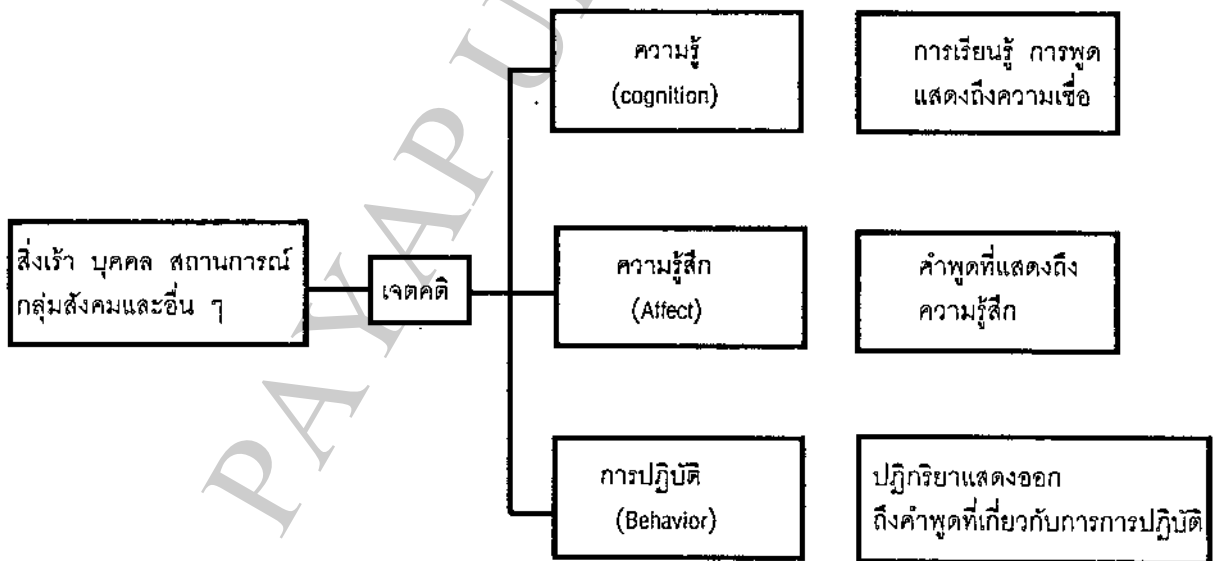 ความรู้
(cognition)
การเรียนรู้ การพูด
แสดงถึงความเชื่อ
สิ่งเร้า บุคคล สถานการณ์
กลุ่มสังคมและอื่น ๆ
เจตคติ
ความรู้สึก
(Affect)
คำพูดที่แสดงถึง
ความรู้สึก
การปฏิบัติ
(Behavior)
ปฏิกริยาแสดงออก
ถึงคำพูดที่เกี่ยวกับการการปฏิบัติ
PAYAP U